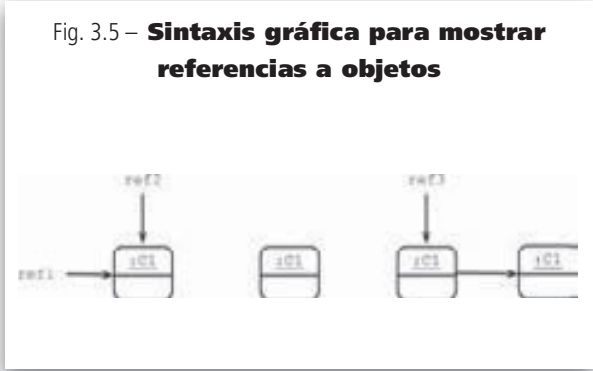 Fig. 3.5 – Sintaxis gráfica para mostrar
referencias a objetos
ref2 ref3
ref1 :C1 :C1 :C1 :C1